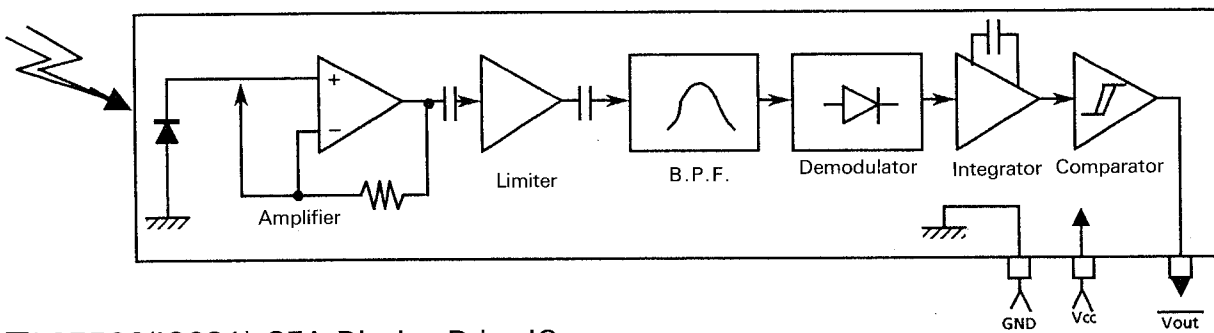 +
−
Amplifier
Limiter
B.P.F.
Demodulator
Integrator
Comparator
GND
Vcc
Vout